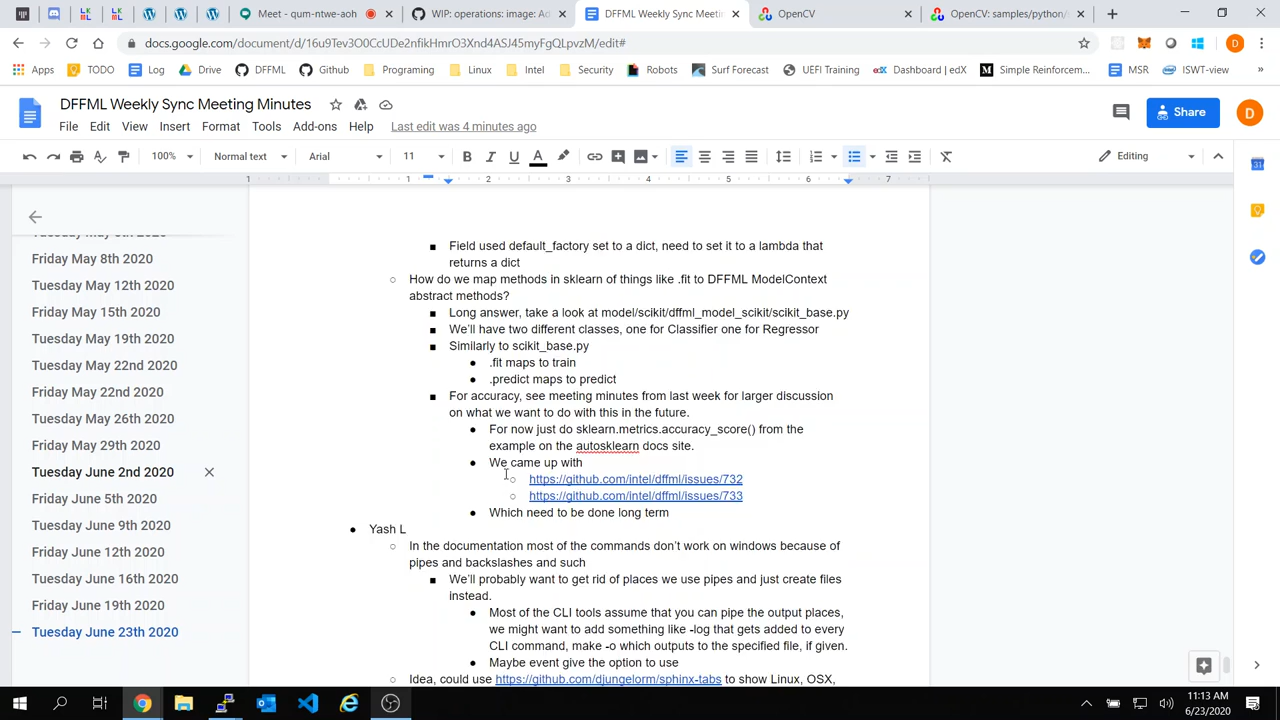 Meet - qum-ntwe-aoh
WIP: operations: image: Ad
DFFML Weekly Sync Meetin
OpenCV
OpenCV: samples/python/
docs.google.com/document/d/16u9Tev3O0CcUDe2nfikHmrO3Xnd4ASJ45myFgQLpvzM/edit#
Apps TODO Log Drive DFFML Github Programing Linux Intel Security Robots Surf Forecast UEFI Training Dashboard | edX Simple Reinforcem... MSR ISWT-view
DFFML Weekly Sync Meeting Minutes
Share
D
File Edit View Insert Format Tools Add-ons Help Last edit was 4 minutes ago
100% Normal text Arial 11 B I U A Editing
1 1 2 3 4 5 6 7
Friday May 8th 2020
Tuesday May 12th 2020
Friday May 15th 2020
Tuesday May 19th 2020
Tuesday May 22nd 2020
Friday May 22nd 2020
Tuesday May 26th 2020
Friday May 29th 2020
Tuesday June 2nd 2020
Friday June 5th 2020
Tuesday June 9th 2020
Friday June 12th 2020
Tuesday June 16th 2020
Friday June 19th 2020
Tuesday June 23th 2020
Field used default_factory set to a dict, need to set it to a lambda that
returns a dict
How do we map methods in sklearn of things like .fit to DFFML ModelContext
abstract methods?
Long answer, take a look at model/scikit/dffml_model_scikit/scikit_base.py
We'll have two different classes, one for Classifier one for Regressor
Similarly to scikit_base.py
.fit maps to train
.predict maps to predict
For accuracy, see meeting minutes from last week for larger discussion
on what we want to do with this in the future.
For now just do sklearn.metrics.accuracy_score() from the
example on the autosklearn docs site.
We came up with
https://github.com/intel/dffml/issues/732
https://github.com/intel/dffml/issues/733
Which need to be done long term
Yash L
In the documentation most of the commands don't work on windows because of
pipes and backslashes and such
We'll probably want to get rid of places we use pipes and just create files
instead.
Most of the CLI tools assume that you can pipe the output places,
we might want to add something like -log that gets added to every
CLI command, make -o which outputs to the specified file, if given.
Maybe event give the option to use
Idea, could use https://github.com/djungelorm/sphinx-tabs to show Linux, OSX,
11:13 AM
6/23/2020